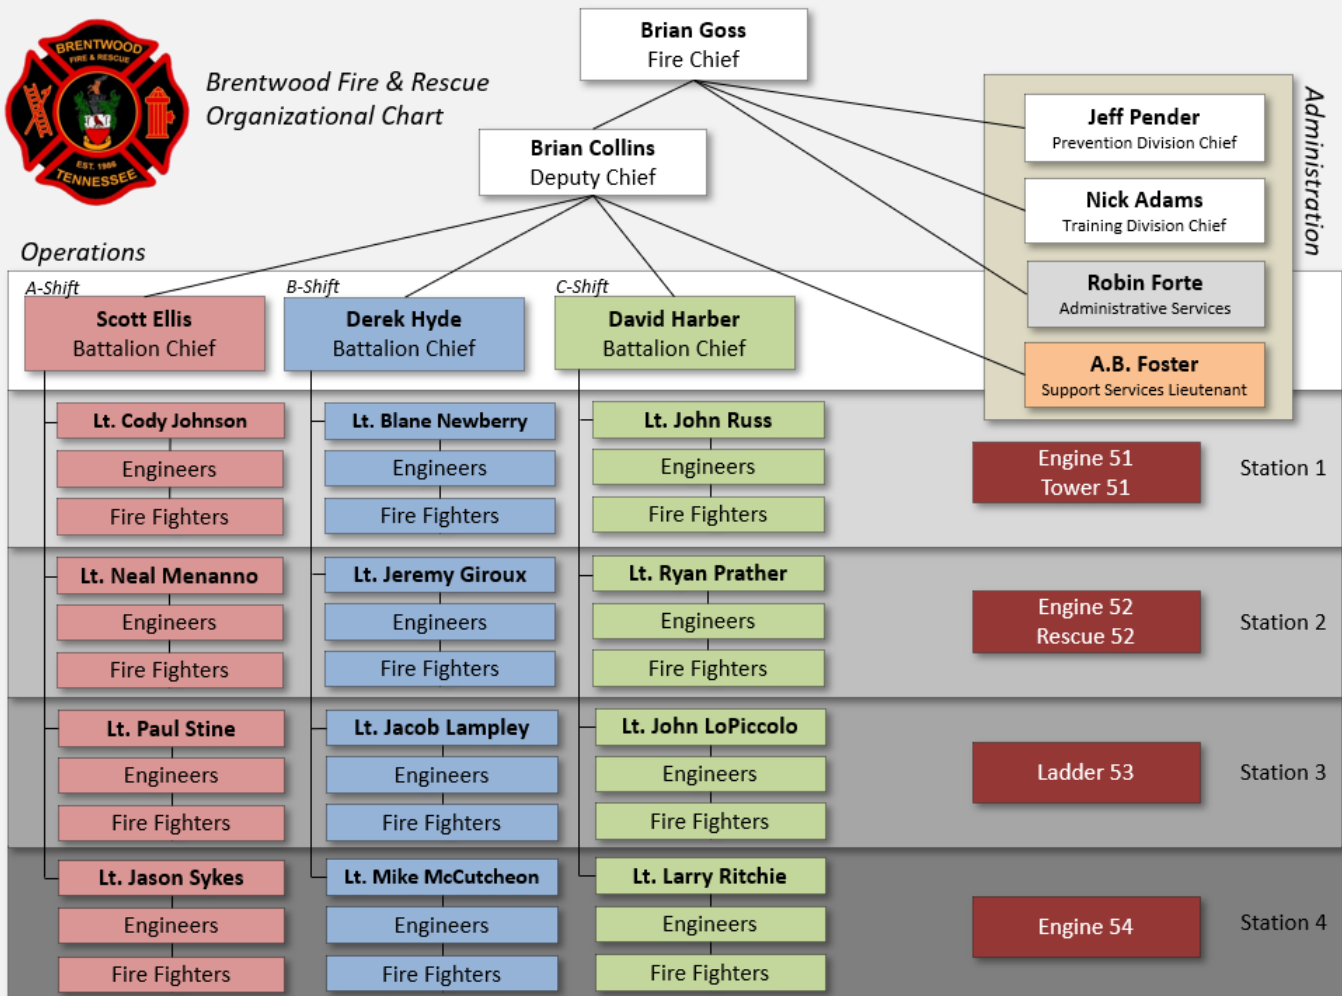 Brian Goss
Fire Chief
BRENTWOOD
FIRE & RESCUE
EST. 1986
TENNESSEE
Brentwood Fire & Rescue
Organizational Chart
Brian Collins
Deputy Chief
Administration
Jeff Pender
Prevention Division Chief
Nick Adams
Training Division Chief
Robin Forte
Administrative Services
A.B. Foster
Support Services Lieutenant
Operations
A-Shift
Scott Ellis
Battalion Chief
B-Shift
Derek Hyde
Battalion Chief
C-Shift
David Harber
Battalion Chief
Lt. Cody Johnson
Engineers
Fire Fighters
Lt. Blane Newberry
Engineers
Fire Fighters
Lt. John Russ
Engineers
Fire Fighters
Engine 51
Tower 51
Station 1
Lt. Neal Menanno
Engineers
Fire Fighters
Lt. Jeremy Giroux
Engineers
Fire Fighters
Lt. Ryan Prather
Engineers
Fire Fighters
Engine 52
Rescue 52
Station 2
Lt. Paul Stine
Engineers
Fire Fighters
Lt. Jacob Lampley
Engineers
Fire Fighters
Lt. John LoPiccolo
Engineers
Fire Fighters
Ladder 53
Station 3
Lt. Jason Sykes
Engineers
Fire Fighters
Lt. Mike McCutcheon
Engineers
Fire Fighters
Lt. Larry Ritchie
Engineers
Fire Fighters
Engine 54
Station 4